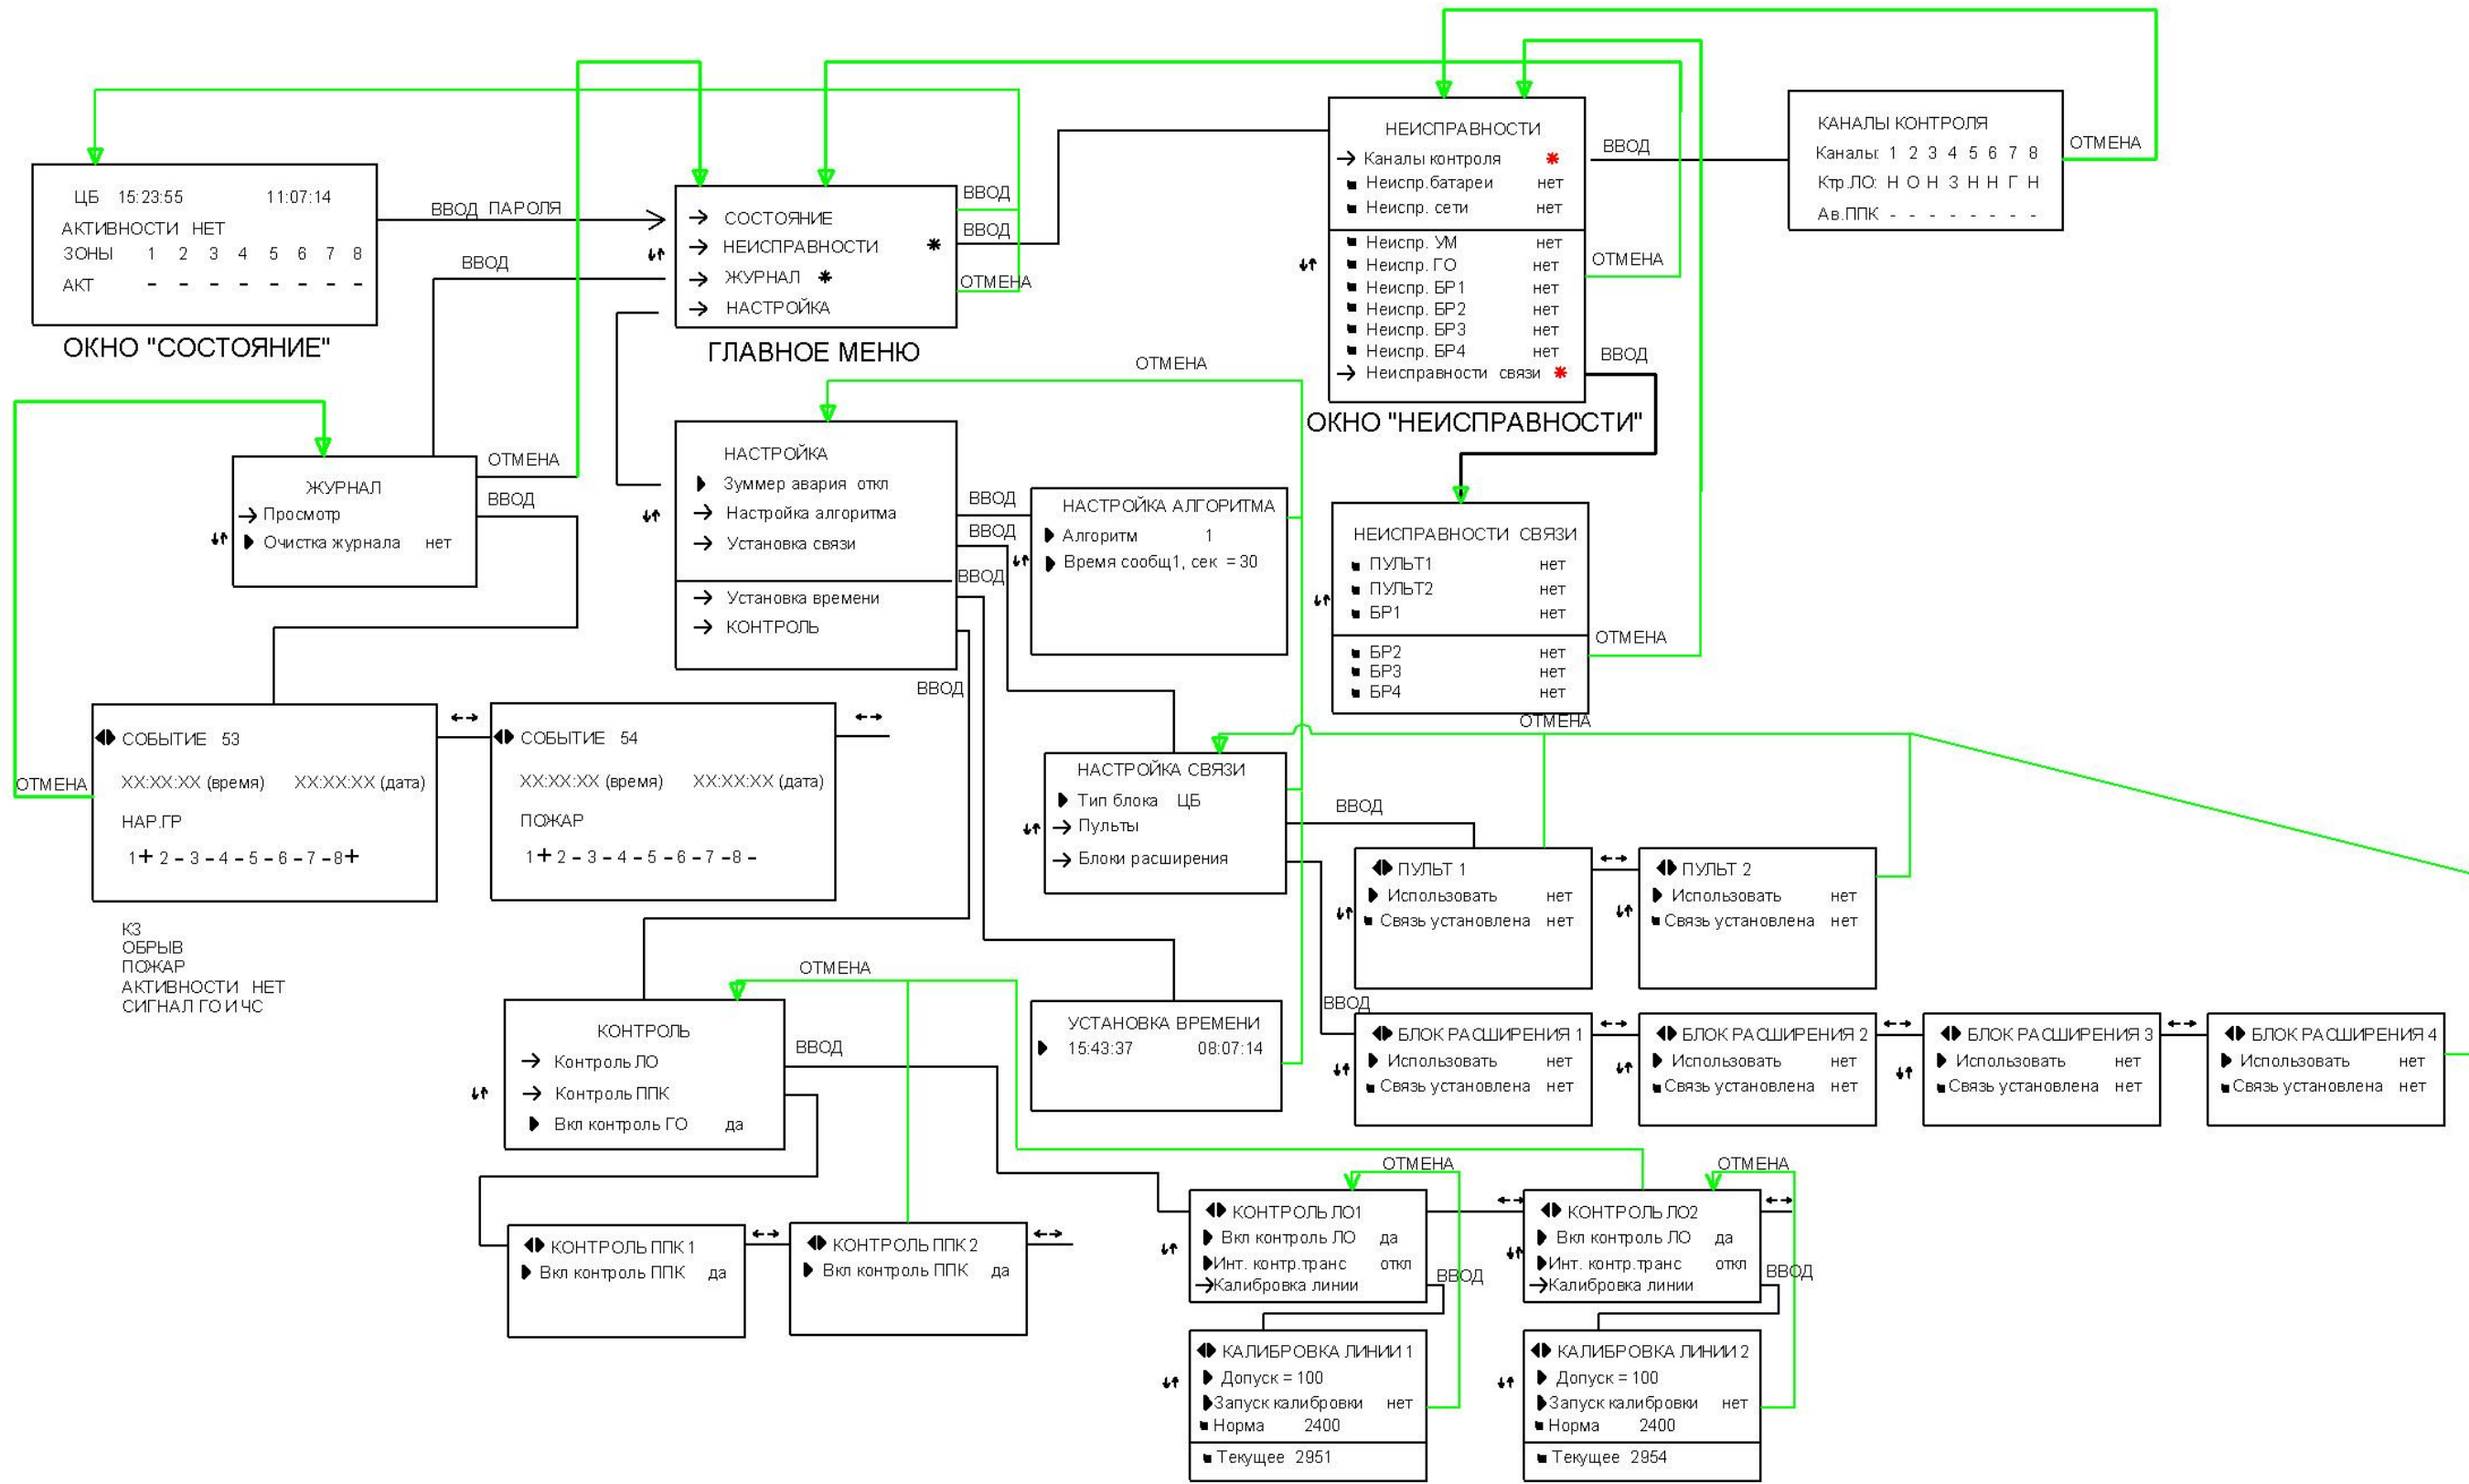 ЦБ 15:23:55 11:07:14
АКТИВНОСТИ НЕТ
ЗОНЫ 1 2 3 4 5 6 7 8
АКТ - - - - - - - -
ОКНО "СОСТОЯНИЕ"
ВВОД ПАРОЛЯ
ВВОД
СОСТОЯНИЕ
НЕИСПРАВНОСТИ *
ЖУРНАЛ *
НАСТРОЙКА
ГЛАВНОЕ МЕНЮ
ВВОД
ВВОД
ОТМЕНА
НЕИСПРАВНОСТИ
Каналы контроля *
Неиспр.батареи нет
Неиспр. сети нет
Неиспр. УМ нет
Неиспр. ГО нет
Неиспр. БР1 нет
Неиспр. БР2 нет
Неиспр. БР3 нет
Неиспр. БР4 нет
Неисправности связи *
ОКНО "НЕИСПРАВНОСТИ"
ВВОД
ОТМЕНА
ВВОД
КАНАЛЫ КОНТРОЛЯ
Каналы: 1 2 3 4 5 6 7 8
Ктр.ЛО: Н О Н З Н Н Г Н
Ав.ППК - - - - - - - -
ОТМЕНА
ЖУРНАЛ
Просмотр
Очистка журнала нет
ОТМЕНА
ВВОД
ОТМЕНА
НАСТРОЙКА
Зуммер авария откл
Настройка алгоритма
Установка связи
Установка времени
КОНТРОЛЬ
ВВОД
ВВОД
ВВОД
ВВОД
НАСТРОЙКА АЛГОРИТМА
Алгоритм 1
Время сообщ1, сек = 30
НЕИСПРАВНОСТИ СВЯЗИ
ПУЛЬТ1 нет
ПУЛЬТ2 нет
БР1 нет
БР2 нет
БР3 нет
БР4 нет
ОТМЕНА
ОТМЕНА
ОТМЕНА
СОБЫТИЕ 53
XX:XX:XX (время) XX:XX:XX (дата)
НАР.ГР
1+ 2 - 3 - 4 - 5 - 6 - 7 -8+
СОБЫТИЕ 54
XX:XX:XX (время) XX:XX:XX (дата)
ПОЖАР
1+ 2 - 3 - 4 - 5 - 6 - 7 -8 -
КЗ
ОБРЫВ
ПОЖАР
АКТИВНОСТИ НЕТ
СИГНАЛ ГО И ЧС
НАСТРОЙКА СВЯЗИ
Тип блока ЦБ
Пульты
Блоки расширения
ВВОД
ВВОД
ПУЛЬТ 1
Использовать нет
Связь установлена нет
ПУЛЬТ 2
Использовать нет
Связь установлена нет
ОТМЕНА
КОНТРОЛЬ
Контроль ЛО
Контроль ППК
Вкл контроль ГО да
ВВОД
УСТАНОВКА ВРЕМЕНИ
15:43:37 08:07:14
БЛОК РАСШИРЕНИЯ 1
Использовать нет
Связь установлена нет
БЛОК РАСШИРЕНИЯ 2
Использовать нет
Связь установлена нет
БЛОК РАСШИРЕНИЯ 3
Использовать нет
Связь установлена нет
БЛОК РАСШИРЕНИЯ 4
Использовать нет
Связь установлена нет
КОНТРОЛЬ ППК 1
Вкл контроль ППК да
КОНТРОЛЬ ППК 2
Вкл контроль ППК да
ОТМЕНА
КОНТРОЛЬ ЛО1
Вкл контроль ЛО да
Инт. контр.транс откл
Калибровка линии
ВВОД
ОТМЕНА
КОНТРОЛЬ ЛО2
Вкл контроль ЛО да
Инт. контр.транс откл
Калибровка линии
ВВОД
КАЛИБРОВКА ЛИНИИ 1
Допуск = 100
Запуск калибровки нет
Норма 2400
Текущее 2951
КАЛИБРОВКА ЛИНИИ 2
Допуск = 100
Запуск калибровки нет
Норма 2400
Текущее 2954